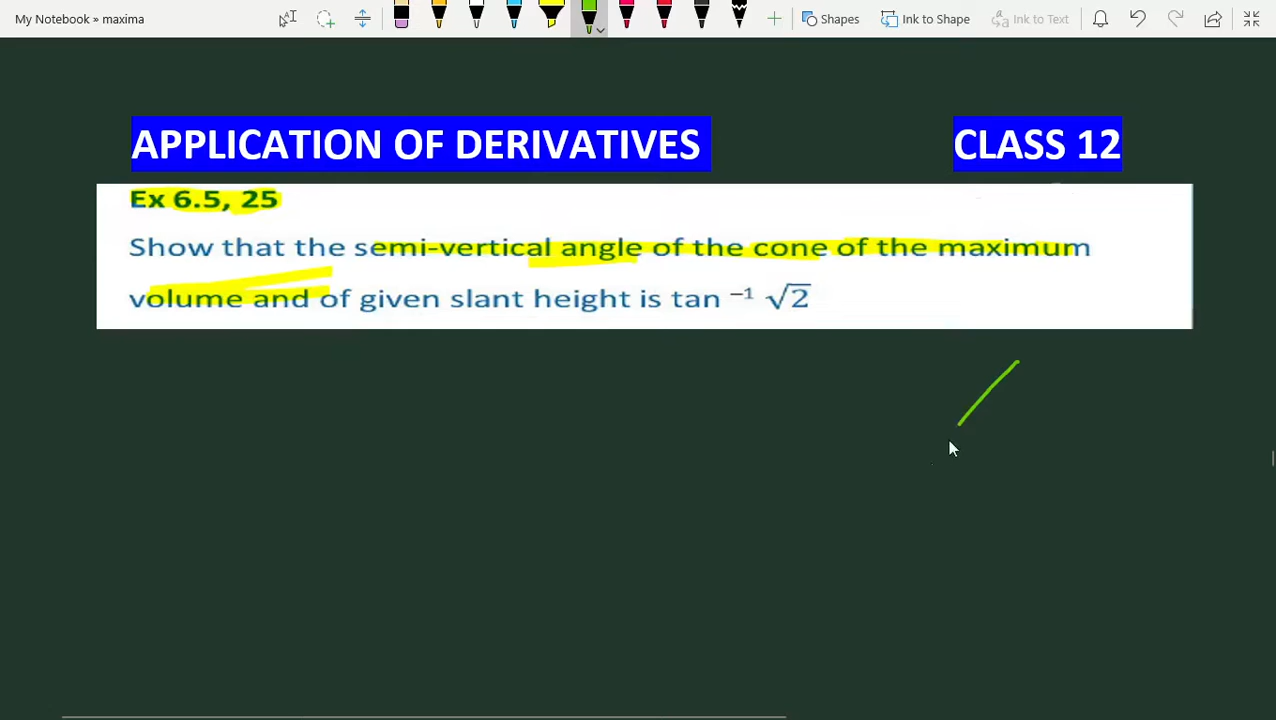 My Notebook » maxima
Shapes
Ink to Shape
Ink to Text
APPLICATION OF DERIVATIVES
CLASS 12
Ex 6.5, 25
Show that the semi-vertical angle of the cone of the maximum
volume and of given slant height is tan ⁻¹ √2